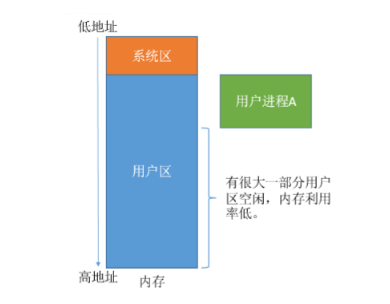 低地址
系统区
用户进程A
用户区
有很大一部分用户
区空闲，内存利用
率低。
高地址
内存